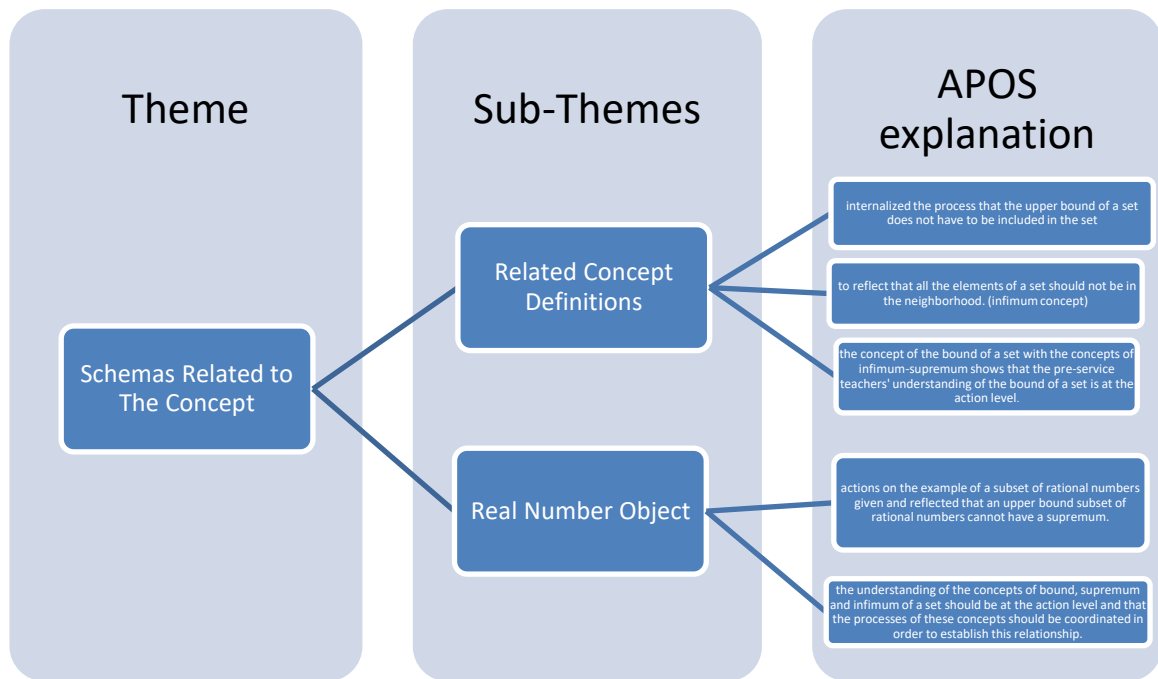 Theme
Sub-Themes
APOS
explanation
Schemas Related to
The Concept
Related Concept
Definitions
Real Number Object
internalized the process that the upper bound of a set
does not have to be included in the set
to reflect that all the elements of a set should not be in
the neighborhood. (infimum concept)
the concept of the bound of a set with the concepts of
infimum-supremum shows that the pre-service
teachers' understanding of the bound of a set is at the
action level.
actions on the example of a subset of rational numbers
given and reflected that an upper bound subset of
rational numbers cannot have a supremum.
the understanding of the concepts of bound, supremum
and infimum of a set should be at the action level and that
the processes of these concepts should be coordinated in
order to establish this relationship.